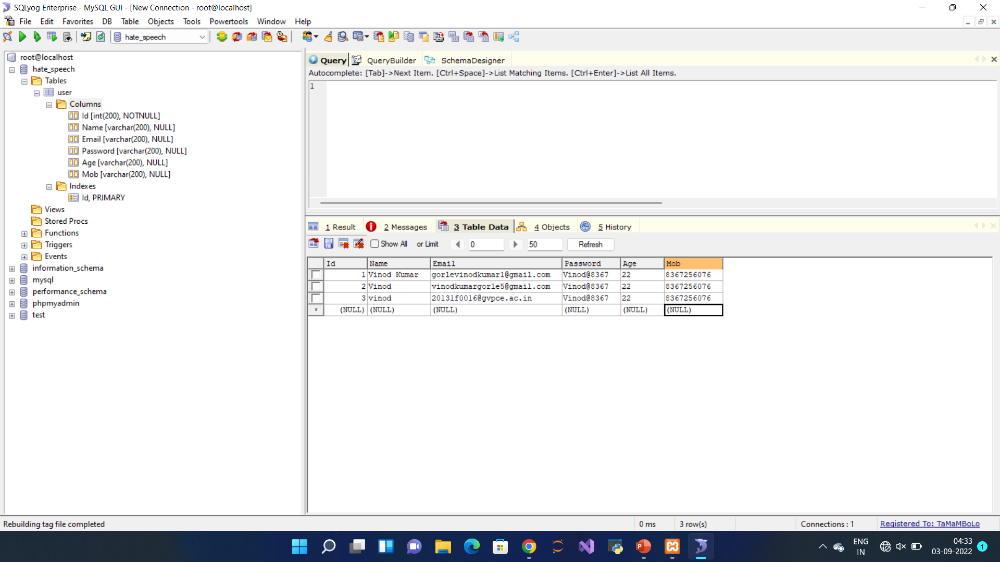 SQLyog Enterprise - MySQL GUI - [New Connection - root@localhost]
File Edit Favorites DB Table Objects Tools Powertools Window Help
hate_speech
root@localhost
hate_speech
Tables
user
Columns
Id [int(200), NOTNULL]
Name [varchar(200), NULL]
Email [varchar(200), NULL]
Password [varchar(200), NULL]
Age [varchar(200), NULL]
Mob [varchar(200), NULL]
Indexes
Id, PRIMARY
Views
Stored Procs
Functions
Triggers
Events
information_schema
mysql
performance_schema
phpmyadmin
test
Query QueryBuilder SchemaDesigner
Autocomplete: [Tab]->Next Item. [Ctrl+Space]->List Matching Items. [Ctrl+Enter]->List All Items.
1
1 Result 2 Messages 3 Table Data 4 Objects 5 History
Show All or Limit 0 50 Refresh
Id Name Email Password Age Mob
1 Vinod Kumar gorlevinodkumar1@gmail.com Vinod@8367 22 8367256076
2 Vinod vinodkumargorle5@gmail.com Vinod@8367 22 8367256076
3 vinod 20131f0016@gvpce.ac.in Vinod@8367 22 8367256076
* (NULL) (NULL) (NULL) (NULL) (NULL) (NULL)
Rebuilding tag file completed 0 ms 3 row(s) Connections : 1 Registered To: TaMaMBoLo
ENG
IN
04:33
03-09-2022
1